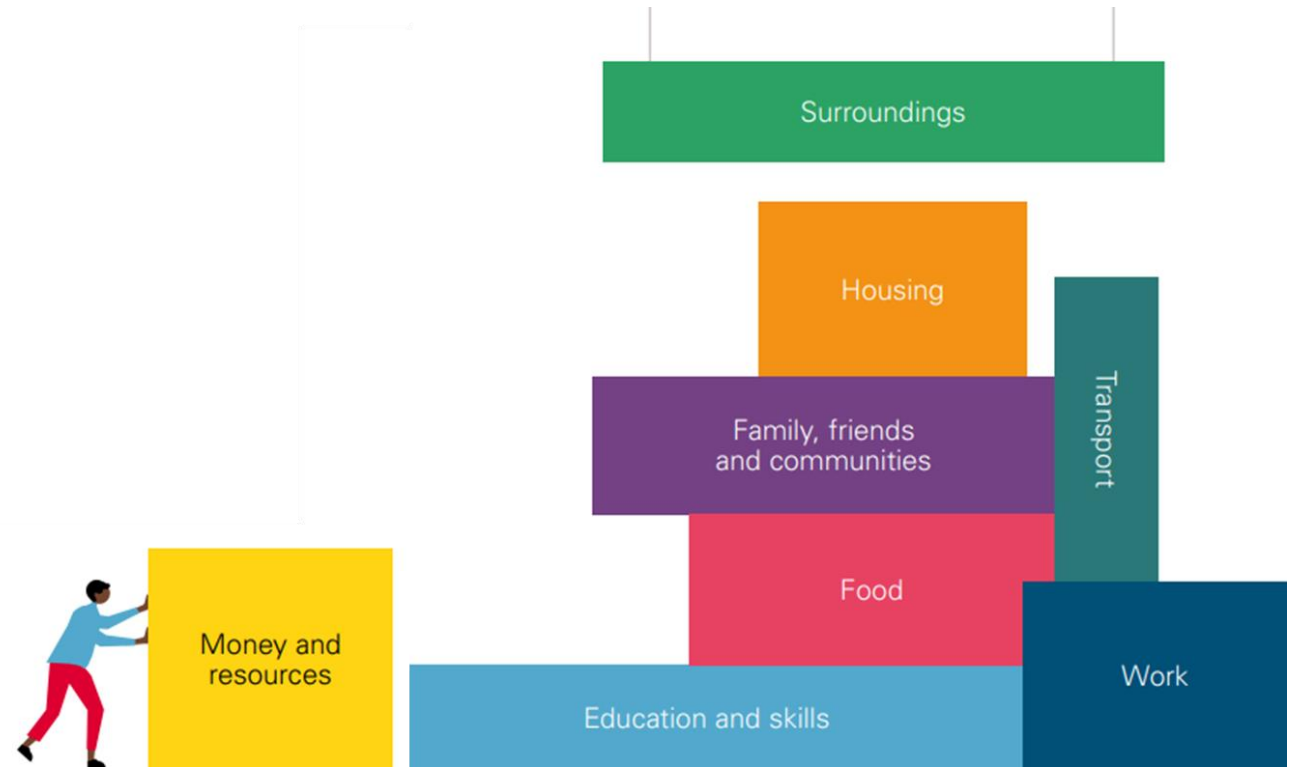 Surroundings
Housing
Transport
Family, friends
and communities
Food
Money and
resources
Work
Education and skills